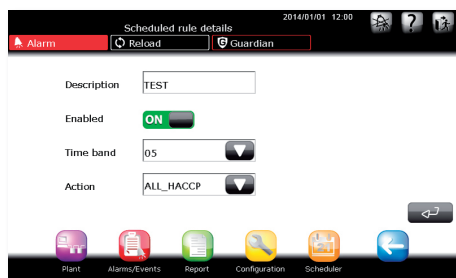 2014/01/01 12:00
Scheduled rule details
?
Alarm
Reload
G Guardian
Description
TEST
Enabled
ON
Time band
05
Action
ALL_HACCP
Plant
Alarms/Events
Report
Configuration
Scheduler